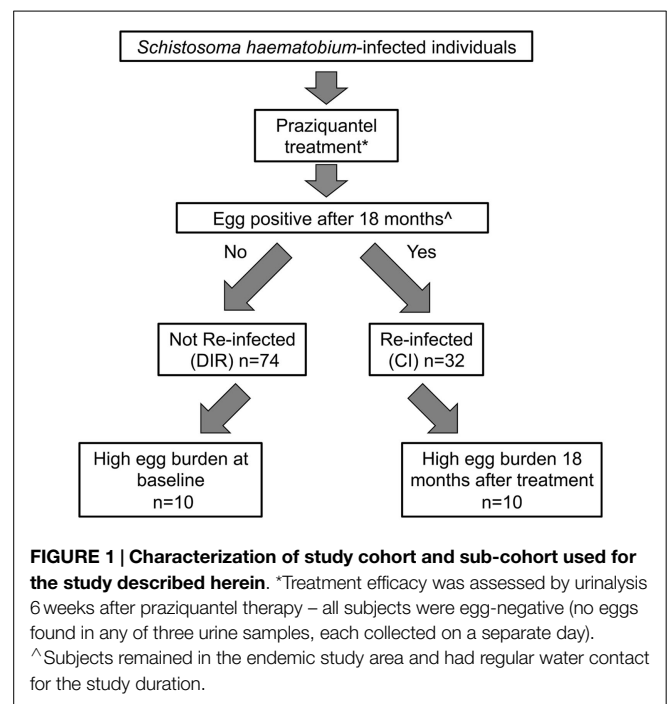 Schistosoma haematobium-infected individuals
Praziquantel
treatment*
Egg positive after 18 months^
No
Yes
Not Re-infected
(DIR) n=74
Re-infected
(CI) n=32
High egg burden at
baseline
n=10
High egg burden 18
months after treatment
n=10
FIGURE 1 | Characterization of study cohort and sub-cohort used for
the study described herein. *Treatment efficacy was assessed by urinalysis
6 weeks after praziquantel therapy – all subjects were egg-negative (no eggs
found in any of three urine samples, each collected on a separate day).
^Subjects remained in the endemic study area and had regular water contact
for the study duration.